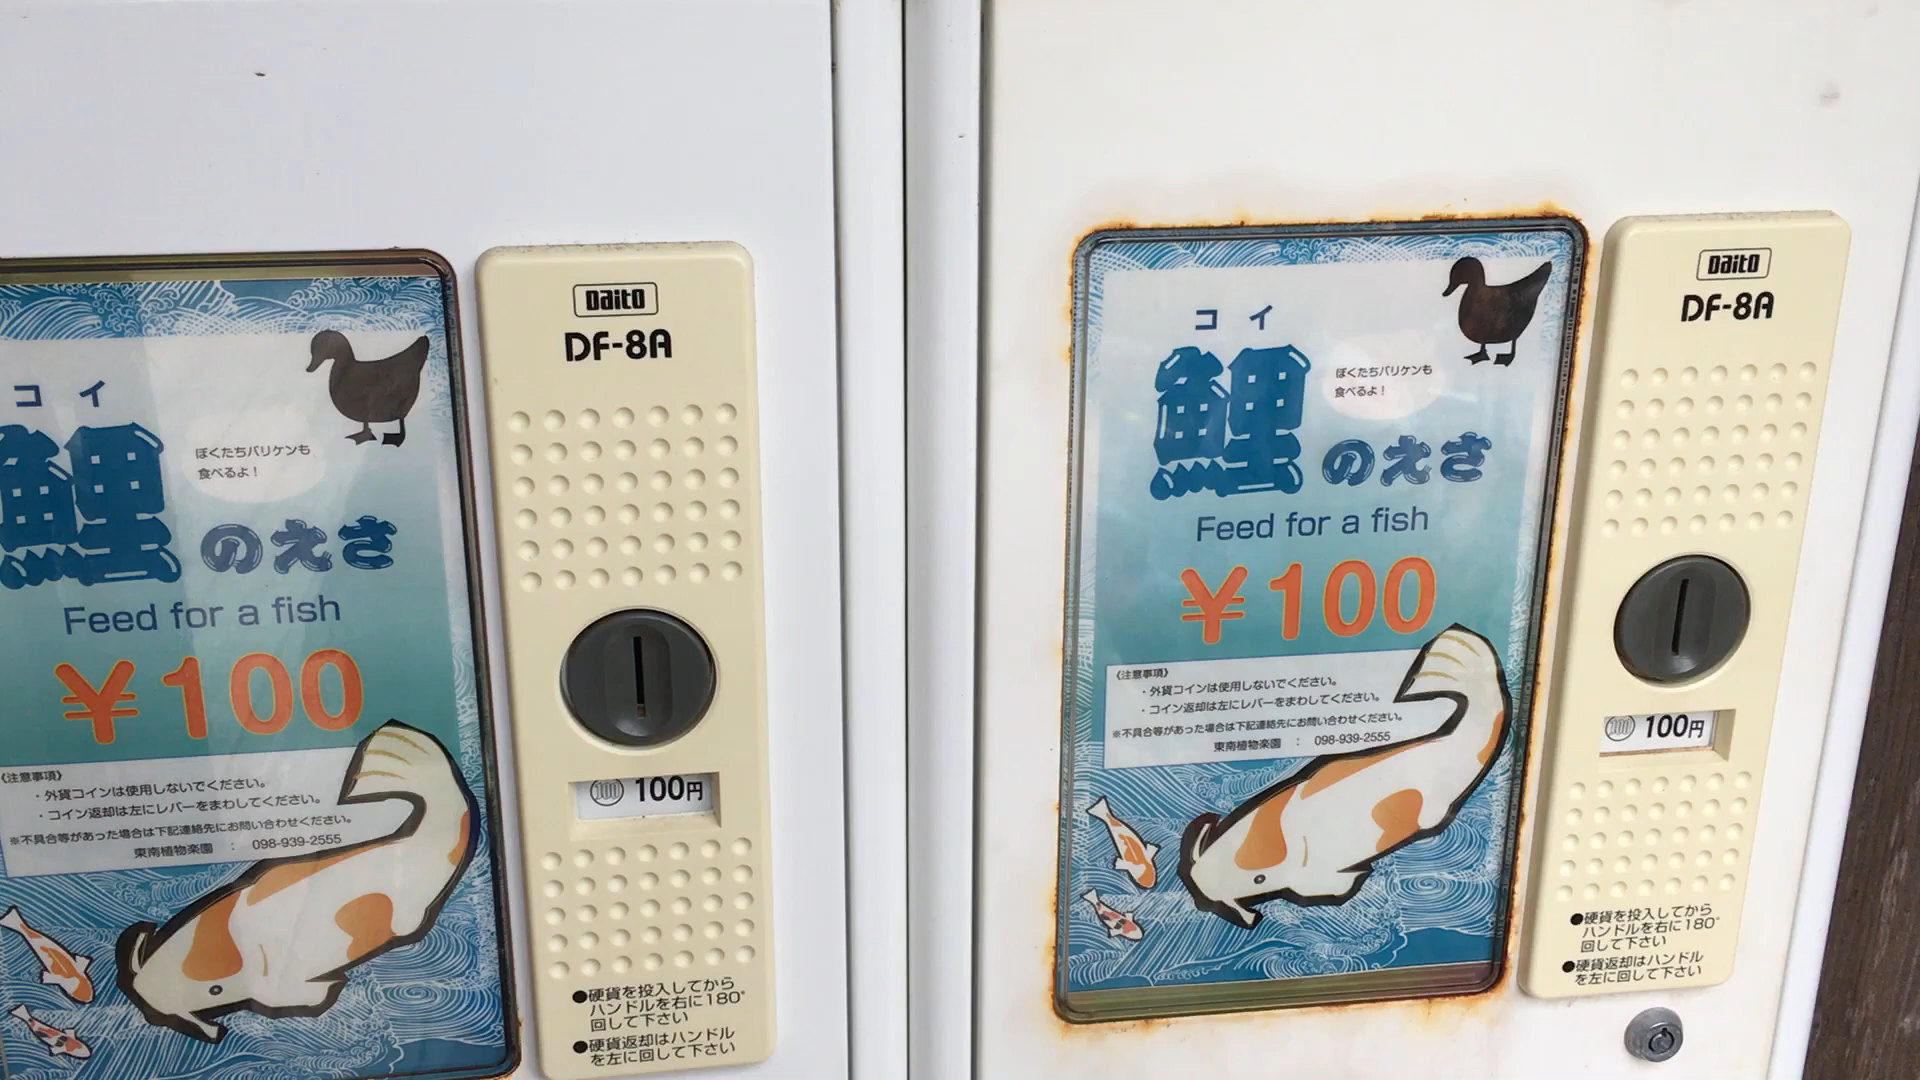 コイ
鯉のえさ
ぼくたちバリケンも
食べるよ！
Feed for a fish
￥100
《注意事項》
・外貨コインは使用しないでください。
・コイン返却は左にレバーをまわしてください。
※不具合等があった場合は下記連絡先にお問い合わせください。
東南植物楽園 : 098-939-2555
Daito
DF-8A
100 100円
●硬貨を投入してから
ハンドルを右に180°
回して下さい
●硬貨返却はハンドル
を左に回して下さい
コイ
鯉のえさ
ぼくたちバリケンも
食べるよ！
Feed for a fish
￥100
《注意事項》
・外貨コインは使用しないでください。
・コイン返却は左にレバーをまわしてください。
※不具合等があった場合は下記連絡先にお問い合わせください。
東南植物楽園 : 098-939-2555
Daito
DF-8A
100 100円
●硬貨を投入してから
ハンドルを右に180°
回して下さい
●硬貨返却はハンドル
を左に回して下さい